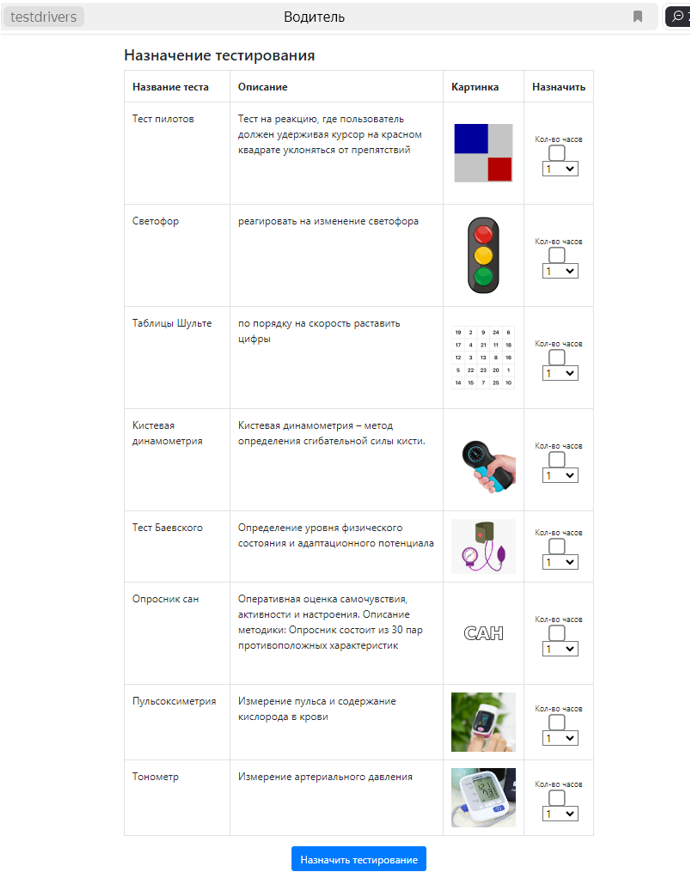 testdrivers
Водитель
Назначение тестирования
Название теста
Описание
Картинка
Назначить
Тест пилотов
Тест на реакцию, где пользователь
должен удерживая курсор на красном
квадрате уклоняться от препятствий
Кол-во часов
1
Светофор
реагировать на изменение светофора
Кол-во часов
1
Таблицы Шульте
по порядку на скорость раставить
цифры
19 2 9 24 6
17 4 21 11 18
12 3 13 8 16
5 22 23 20 1
14 15 7 25 10
Кол-во часов
1
Кистевая
динамометрия
Кистевая динамометрия – метод
определения сгибательной силы кисти.
Кол-во часов
1
Тест Баевского
Определение уровня физического
состояния и адаптационного потенциала
Кол-во часов
1
Опросник сан
Оперативная оценка самочувствия,
активности и настроения. Описание
методики: Опросник состоит из 30 пар
противоположных характеристик
САН
Кол-во часов
1
Пульсоксиметрия
Измерение пульса и содержание
кислорода в крови
Кол-во часов
1
Тонометр
Измерение артериального давления
Кол-во часов
1
Назначить тестирование